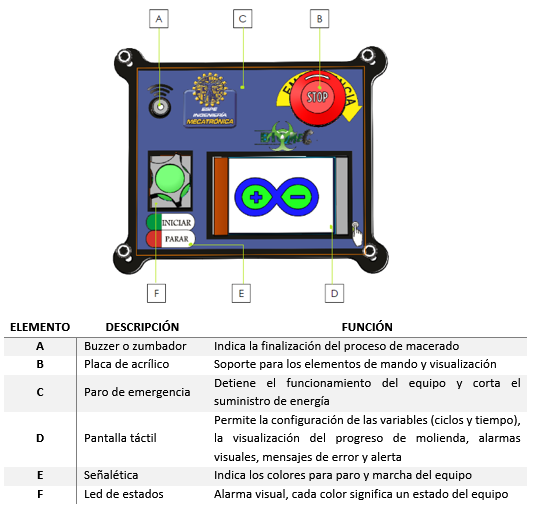 A C B
EMERGENCIA
STOP
ESPE
INGENIERÍA
MECATRÓNICA
INICIAR
PARAR
F E D
ELEMENTO DESCRIPCIÓN FUNCIÓN
A Buzzer o zumbador Indica la finalización del proceso de macerado
B Placa de acrílico Soporte para los elementos de mando y visualización
C Paro de emergencia Detiene el funcionamiento del equipo y corta el
suministro de energía
D Pantalla táctil Permite la configuración de las variables (ciclos y tiempo),
la visualización del progreso de molienda, alarmas
visuales, mensajes de error y alerta
E Señalética Indica los colores para paro y marcha del equipo
F Led de estados Alarma visual, cada color significa un estado del equipo